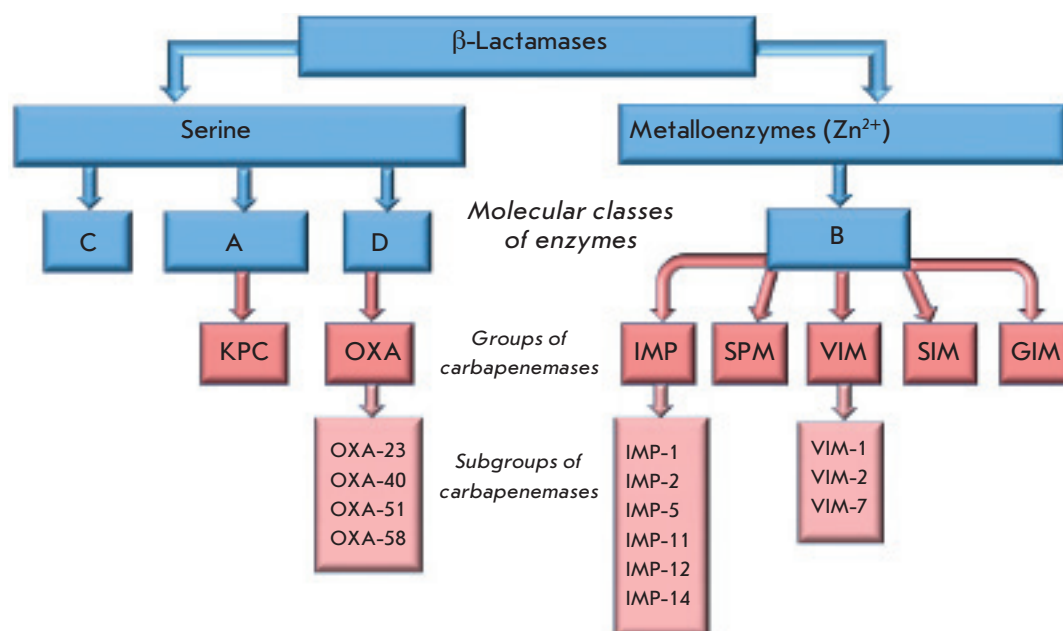 β-Lactamases
Serine
Metalloenzymes (Zn²⁺)
C
A
D
Molecular classes
of enzymes
B
KPC
OXA
Groups of
carbapenemases
IMP
SPM
VIM
SIM
GIM
OXA-23
OXA-40
OXA-51
OXA-58
Subgroups of
carbapenemases
IMP-1
IMP-2
IMP-5
IMP-11
IMP-12
IMP-14
VIM-1
VIM-2
VIM-7